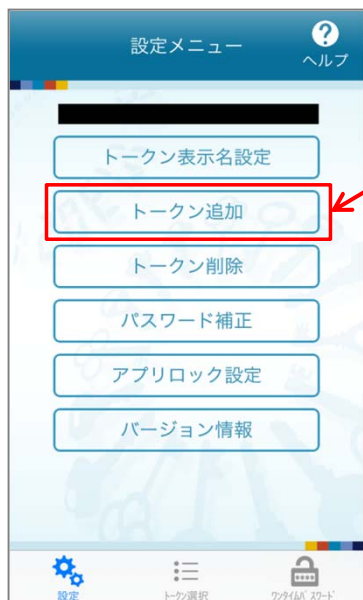 設定メニュー
ヘルプ
トークン表示名設定
トークン追加
トークン削除
パスワード補正
アプリロック設定
バージョン情報
設定
トークン選択
ワンタイムパスワード